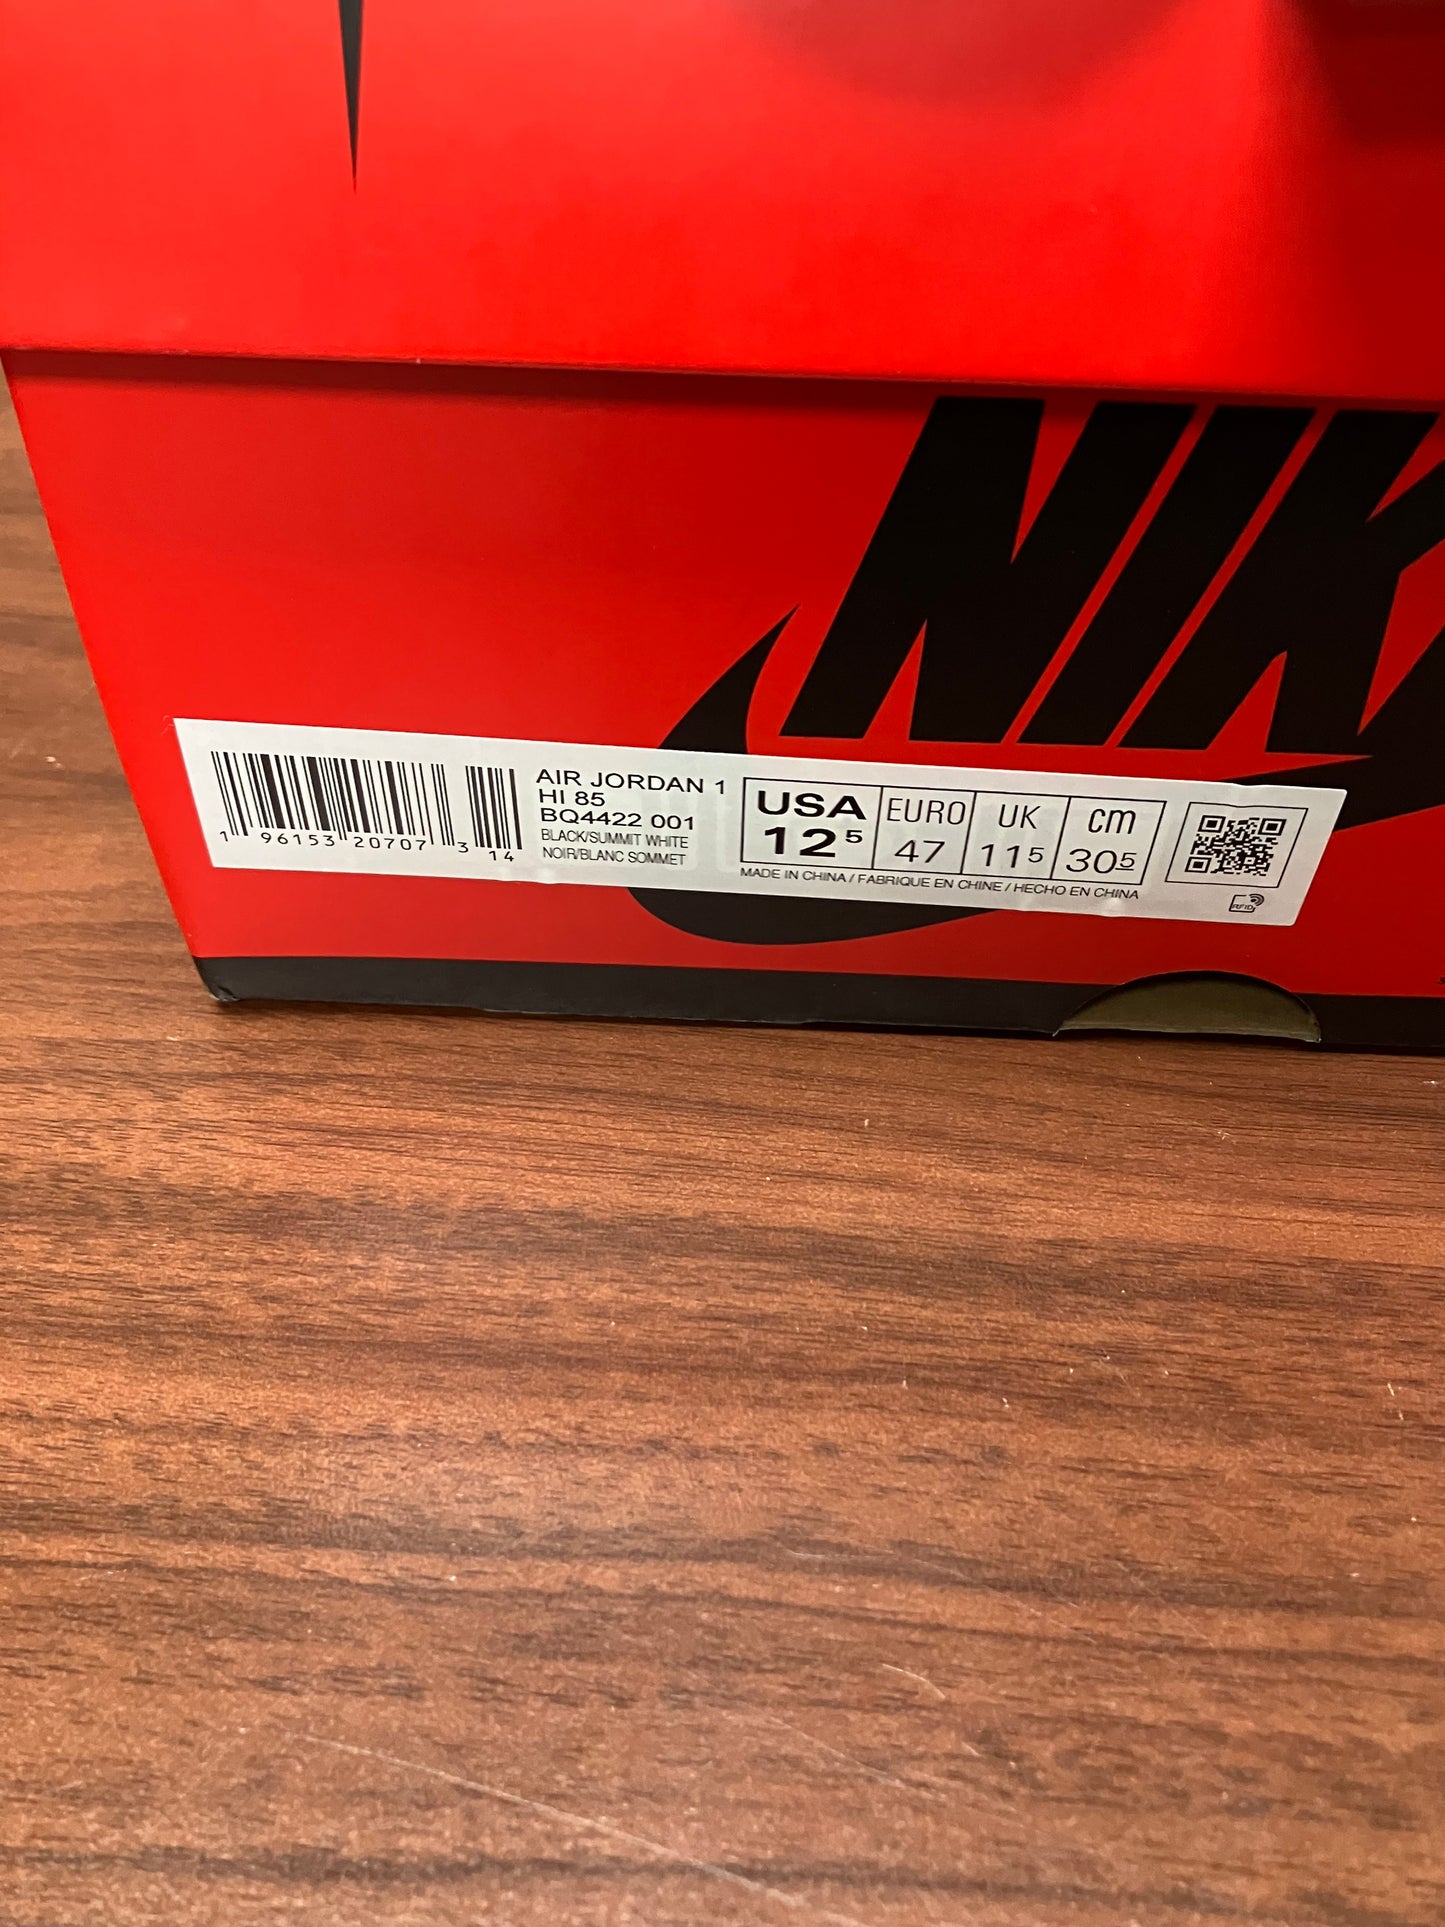 NIK
AIR JORDAN 1
HI 85
BQ4422 001
BLACK/SUMMIT WHITE
NOIR/BLANC SOMMET
1 96153 20707 3 14
USA EURO UK cm
12 5 47 11 5 30 5
MADE IN CHINA / FABRIQUE EN CHINE / HECHO EN CHINA
RFID